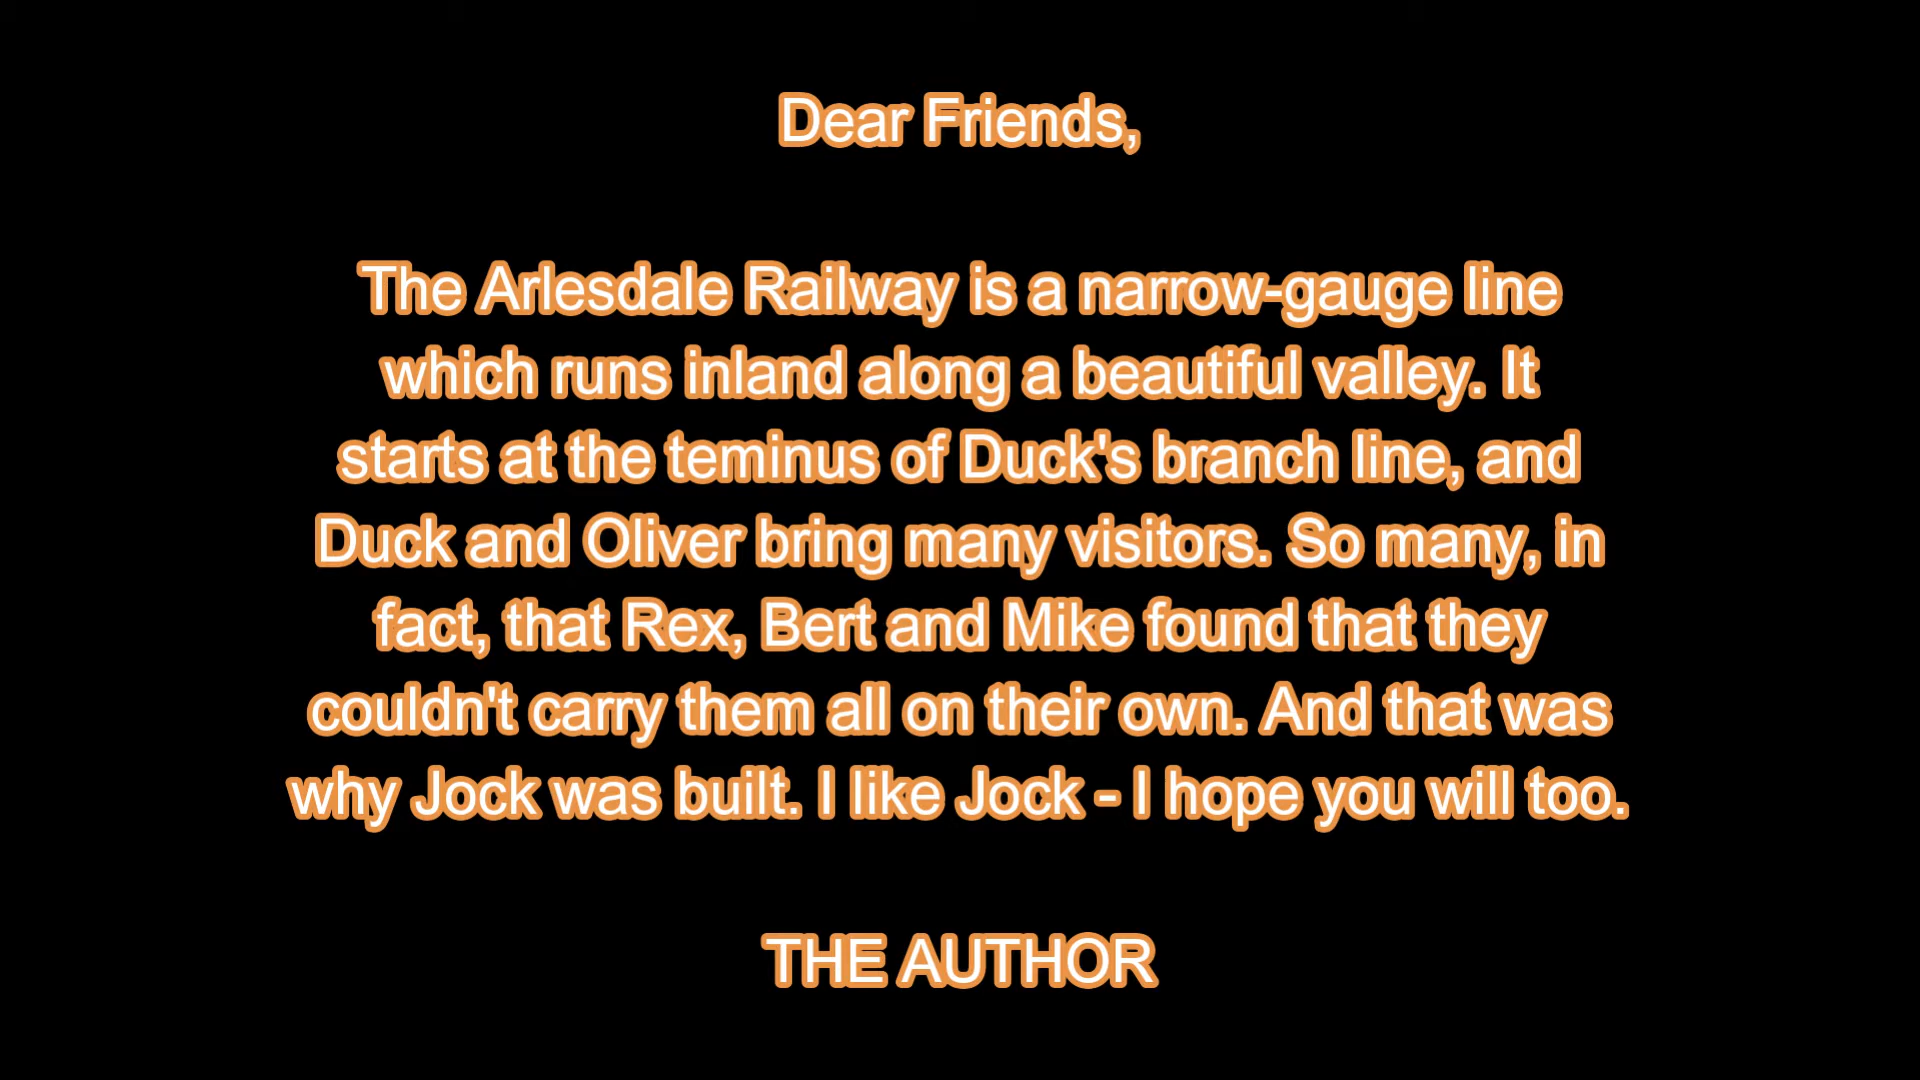 Dear Friends,
The Arlesdale Railway is a narrow-gauge line
which runs inland along a beautiful valley. It
starts at the teminus of Duck's branch line, and
Duck and Oliver bring many visitors. So many, in
fact, that Rex, Bert and Mike found that they
couldn't carry them all on their own. And that was
why Jock was built. I like Jock - I hope you will too.
THE AUTHOR